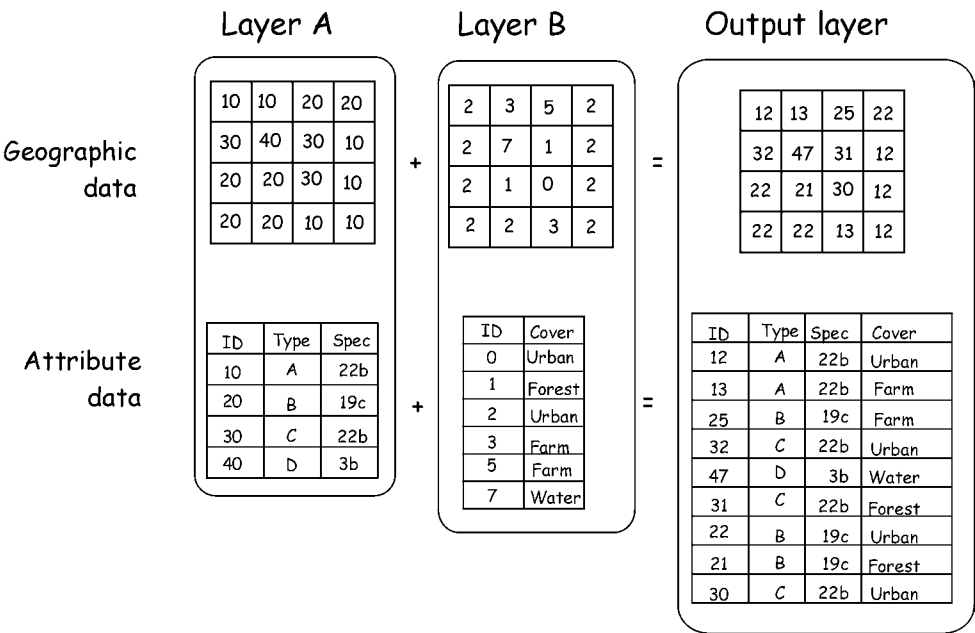 Layer A Layer B Output layer
Geographic data
10 10 20 20
30 40 30 10
20 20 30 10
20 20 10 10
+
2 3 5 2
2 7 1 2
2 1 0 2
2 2 3 2
=
12 13 25 22
32 47 31 12
22 21 30 12
22 22 13 12
Attribute data
ID Type Spec
10 A 22b
20 B 19c
30 C 22b
40 D 3b
+
ID Cover
0 Urban
1 Forest
2 Urban
3 Farm
5 Farm
7 Water
=
ID Type Spec Cover
12 A 22b Urban
13 A 22b Farm
25 B 19c Farm
32 C 22b Urban
47 D 3b Water
31 C 22b Forest
22 B 19c Urban
21 B 19c Forest
30 C 22b Urban